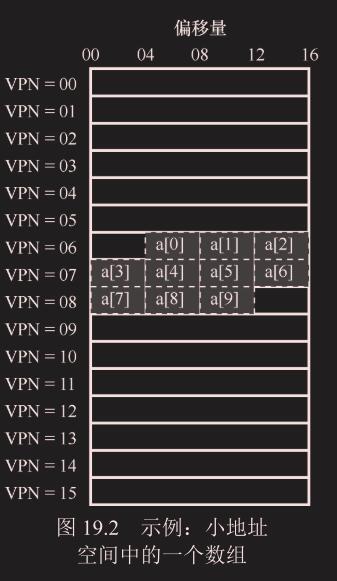 偏移量
00 04 08 12 16
VPN = 00
VPN = 01
VPN = 02
VPN = 03
VPN = 04
VPN = 05
VPN = 06 a[0] a[1] a[2]
VPN = 07 a[3] a[4] a[5] a[6]
VPN = 08 a[7] a[8] a[9]
VPN = 09
VPN = 10
VPN = 11
VPN = 12
VPN = 13
VPN = 14
VPN = 15
图 19.2 示例：小地址
空间中的一个数组